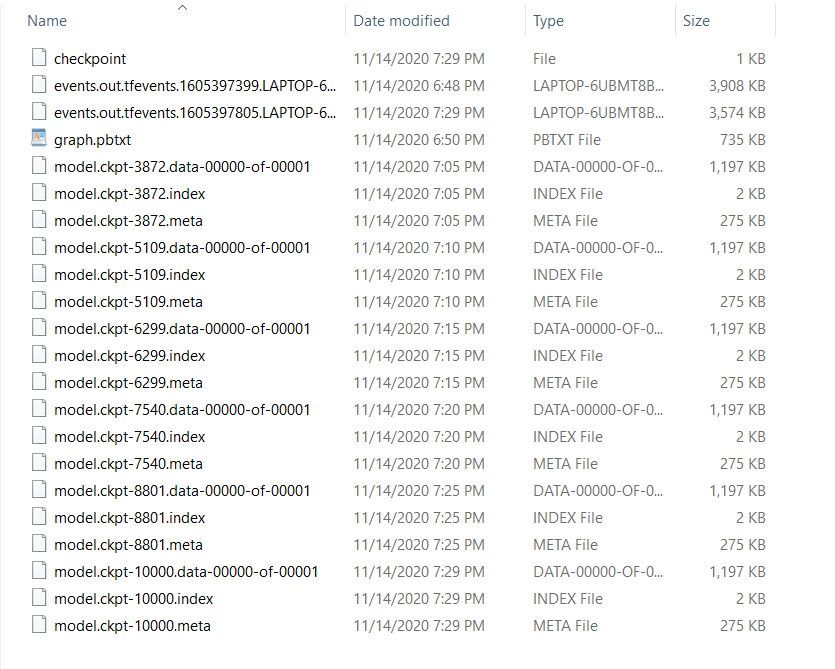 Name Date modified Type Size
checkpoint 11/14/2020 7:29 PM File 1 KB
events.out.tfevents.1605397399.LAPTOP-6... 11/14/2020 6:48 PM LAPTOP-6UBMT8B... 3,908 KB
events.out.tfevents.1605397805.LAPTOP-6... 11/14/2020 7:29 PM LAPTOP-6UBMT8B... 3,574 KB
graph.pbtxt 11/14/2020 6:50 PM PBTXT File 735 KB
model.ckpt-3872.data-00000-of-00001 11/14/2020 7:05 PM DATA-00000-OF-0... 1,197 KB
model.ckpt-3872.index 11/14/2020 7:05 PM INDEX File 2 KB
model.ckpt-3872.meta 11/14/2020 7:05 PM META File 275 KB
model.ckpt-5109.data-00000-of-00001 11/14/2020 7:10 PM DATA-00000-OF-0... 1,197 KB
model.ckpt-5109.index 11/14/2020 7:10 PM INDEX File 2 KB
model.ckpt-5109.meta 11/14/2020 7:10 PM META File 275 KB
model.ckpt-6299.data-00000-of-00001 11/14/2020 7:15 PM DATA-00000-OF-0... 1,197 KB
model.ckpt-6299.index 11/14/2020 7:15 PM INDEX File 2 KB
model.ckpt-6299.meta 11/14/2020 7:15 PM META File 275 KB
model.ckpt-7540.data-00000-of-00001 11/14/2020 7:20 PM DATA-00000-OF-0... 1,197 KB
model.ckpt-7540.index 11/14/2020 7:20 PM INDEX File 2 KB
model.ckpt-7540.meta 11/14/2020 7:20 PM META File 275 KB
model.ckpt-8801.data-00000-of-00001 11/14/2020 7:25 PM DATA-00000-OF-0... 1,197 KB
model.ckpt-8801.index 11/14/2020 7:25 PM INDEX File 2 KB
model.ckpt-8801.meta 11/14/2020 7:25 PM META File 275 KB
model.ckpt-10000.data-00000-of-00001 11/14/2020 7:29 PM DATA-00000-OF-0... 1,197 KB
model.ckpt-10000.index 11/14/2020 7:29 PM INDEX File 2 KB
model.ckpt-10000.meta 11/14/2020 7:29 PM META File 275 KB